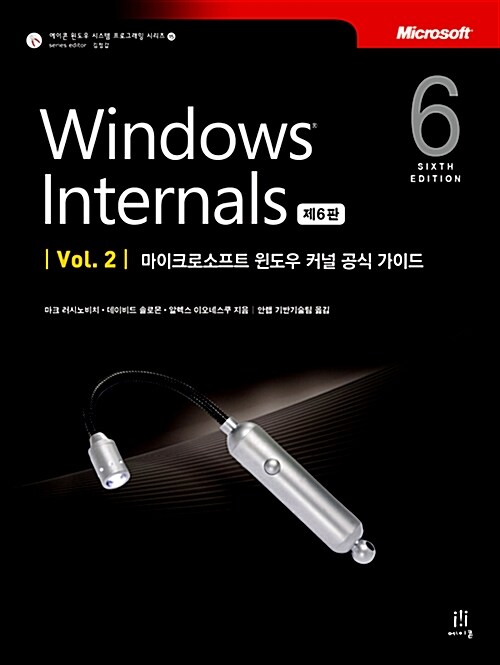 에이콘 윈도우 시스템 프로그래밍 시리즈
series editor 김점갑
Microsoft®
6
SIXTH
EDITION
Windows®
Internals 제6판
| Vol. 2 | 마이크로소프트 윈도우 커널 공식 가이드
마크 러시노비치 • 데이비드 솔로몬 • 알렉스 이오네스쿠 지음 | 안랩 기반기술팀 옮김
에이콘